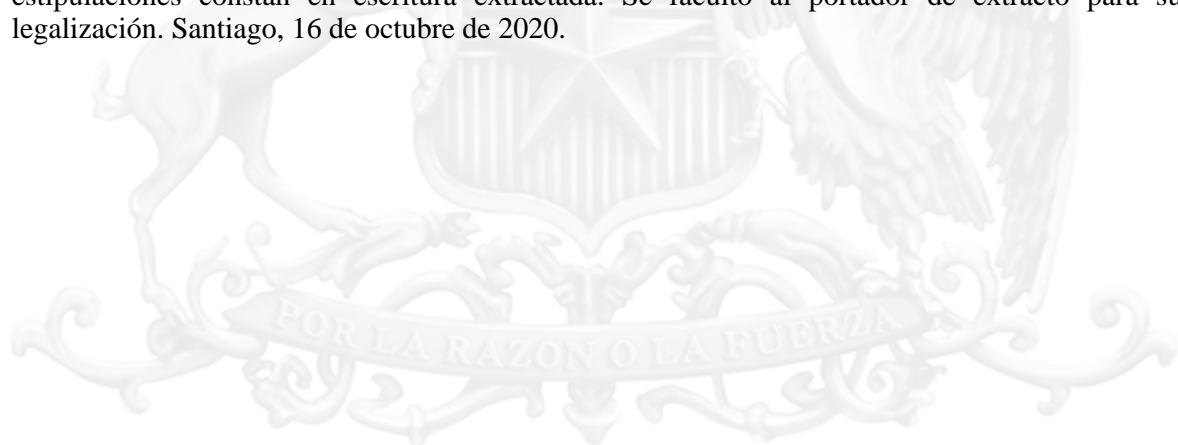 estipulaciones constan en escritura extractada. Se facultó al portador de extracto para su
legalización. Santiago, 16 de octubre de 2020.
POR LA RAZON O LA FUERZA